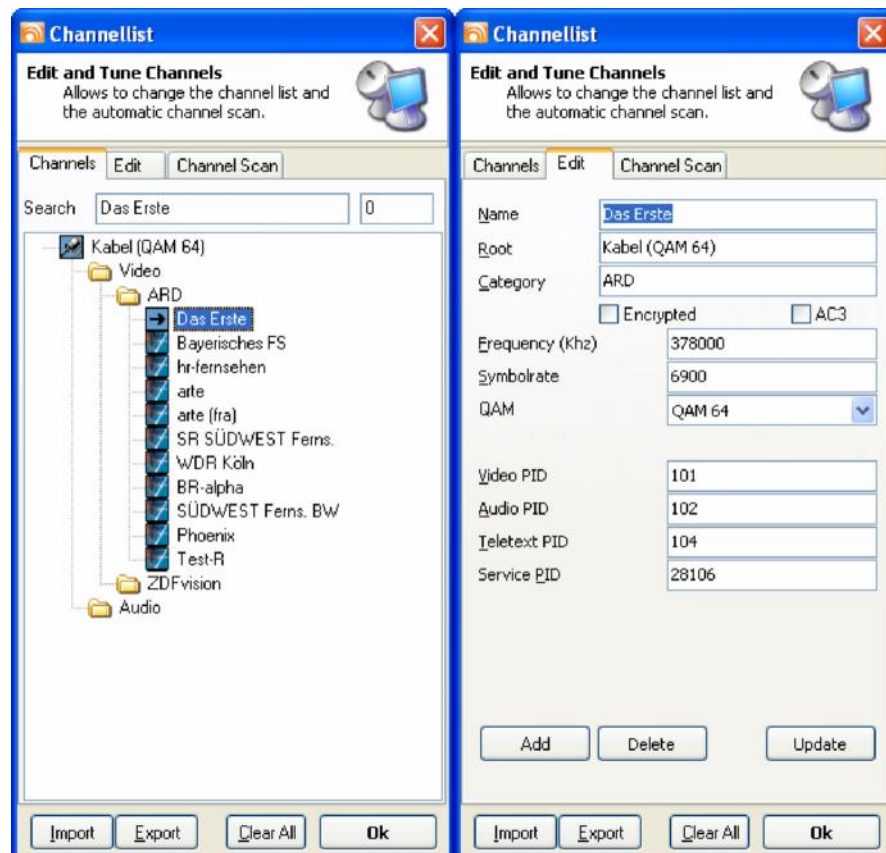 Channellist
Edit and Tune Channels
Allows to change the channel list and
the automatic channel scan.
Channels Edit Channel Scan
Search Das Erste 0
Kabel (QAM 64)
Video
ARD
Das Erste
Bayerisches FS
hr-fernsehen
arte
arte (fra)
SR SÜDWEST Ferns.
WDR Köln
BR-alpha
SÜDWEST Ferns. BW
Phoenix
Test-R
ZDFvision
Audio
Import Export Clear All Ok
Channellist
Edit and Tune Channels
Allows to change the channel list and
the automatic channel scan.
Channels Edit Channel Scan
Name Das Erste
Root Kabel (QAM 64)
Category ARD
Encrypted AC3
Frequency (Khz) 378000
Symbolrate 6900
QAM QAM 64
Video PID 101
Audio PID 102
Teletext PID 104
Service PID 28106
Add Delete Update
Import Export Clear All Ok